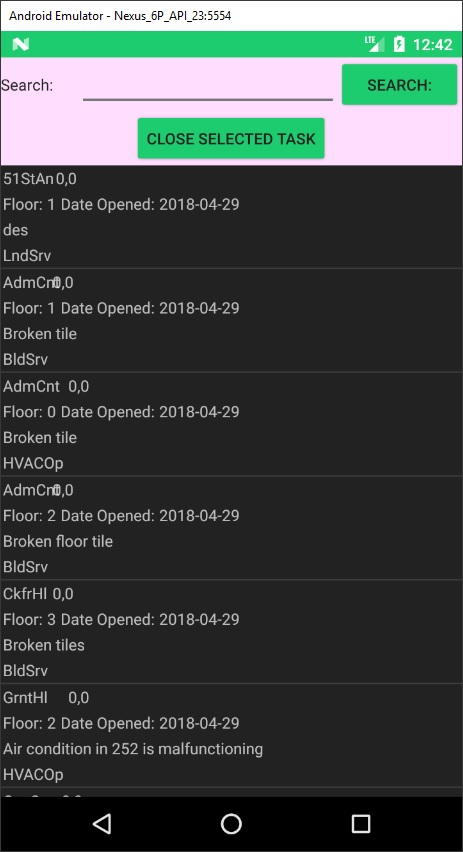 Android Emulator - Nexus_6P_API_23:5554
LTE 12:42
Search: SEARCH:
CLOSE SELECTED TASK
51StAn 0,0
Floor: 1 Date Opened: 2018-04-29
des
LndSrv
AdmCnt 0,0
Floor: 1 Date Opened: 2018-04-29
Broken tile
BldSrv
AdmCnt 0,0
Floor: 0 Date Opened: 2018-04-29
Broken tile
HVACOp
AdmCnt 0,0
Floor: 2 Date Opened: 2018-04-29
Broken floor tile
BldSrv
CkfrHl 0,0
Floor: 3 Date Opened: 2018-04-29
Broken tiles
BldSrv
GrntHl 0,0
Floor: 2 Date Opened: 2018-04-29
Air condition in 252 is malfunctioning
HVACOp